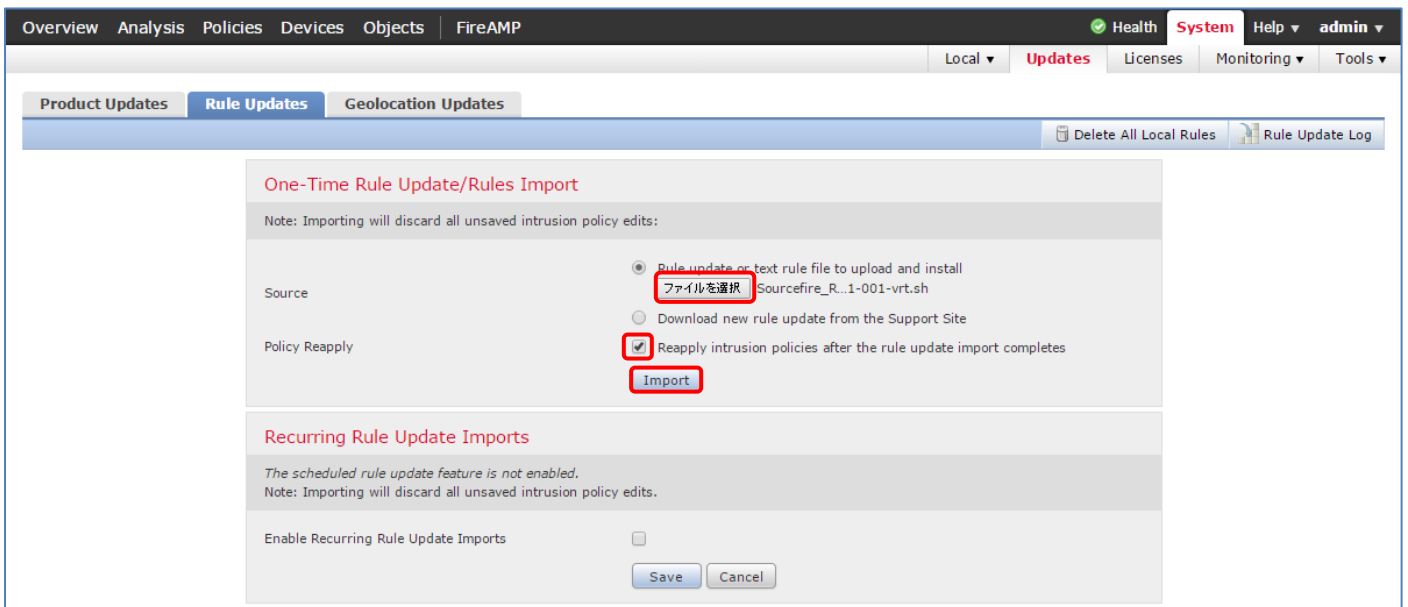 Overview Analysis Policies Devices Objects FireAMP Health System Help ▼ admin ▼
Local ▼ Updates Licenses Monitoring ▼ Tools ▼
Product Updates Rule Updates Geolocation Updates
Delete All Local Rules Rule Update Log
One-Time Rule Update/Rules Import
Note: Importing will discard all unsaved intrusion policy edits:
Rule update or text rule file to upload and install
Source ファイルを選択 Sourcefire_R...1-001-vrt.sh
Download new rule update from the Support Site
Policy Reapply Reapply intrusion policies after the rule update import completes
Import
Recurring Rule Update Imports
The scheduled rule update feature is not enabled.
Note: Importing will discard all unsaved intrusion policy edits.
Enable Recurring Rule Update Imports
Save Cancel